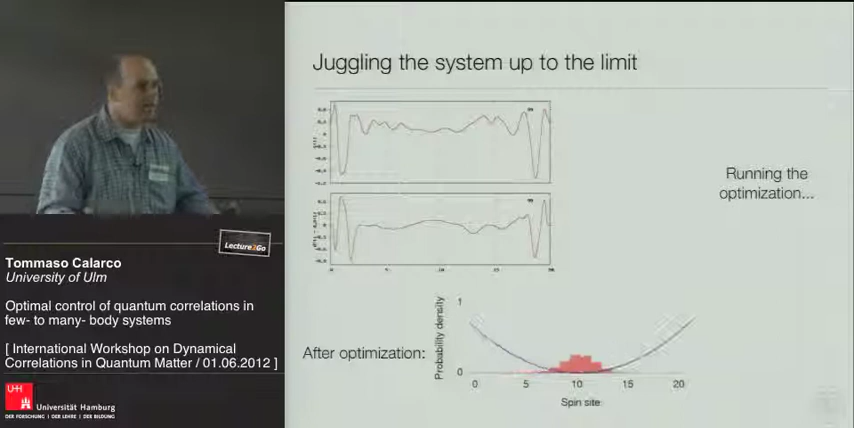 Juggling the system up to the limit
Running the
optimization...
After optimization:
Probability density
1
0
0 5 10 15 20
Spin site
Lecture2Go
Tommaso Calarco
University of Ulm
Optimal control of quantum correlations in
few- to many- body systems
[ International Workshop on Dynamical
Correlations in Quantum Matter / 01.06.2012 ]
UH
Universität Hamburg
DER FORSCHUNG | DER LEHRE | DER BILDUNG